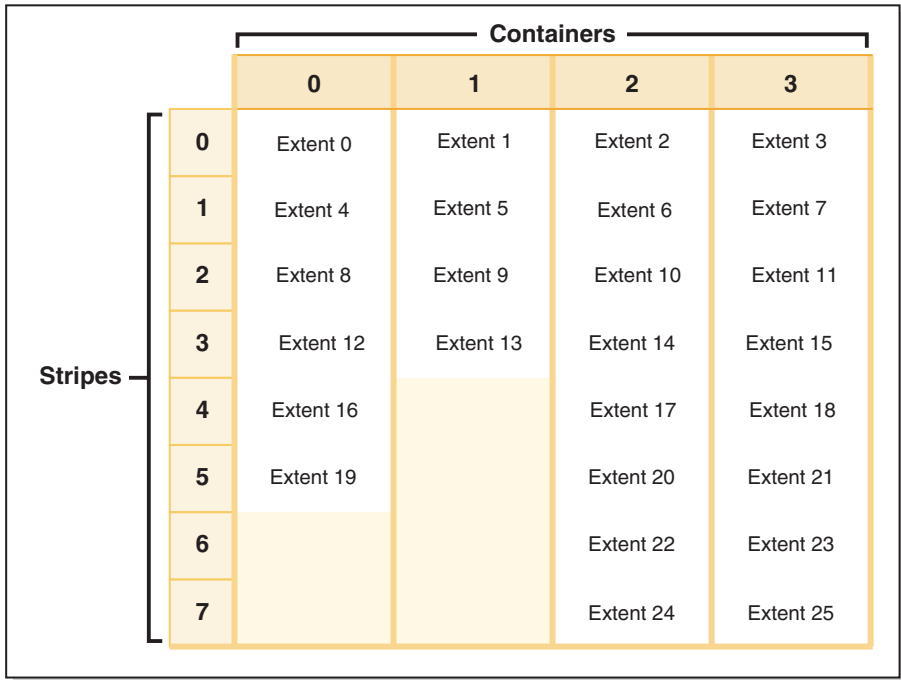 Containers
0 1 2 3
0 Extent 0 Extent 1 Extent 2 Extent 3
1 Extent 4 Extent 5 Extent 6 Extent 7
2 Extent 8 Extent 9 Extent 10 Extent 11
3 Extent 12 Extent 13 Extent 14 Extent 15
Stripes
4 Extent 16 Extent 17 Extent 18
5 Extent 19 Extent 20 Extent 21
6 Extent 22 Extent 23
7 Extent 24 Extent 25